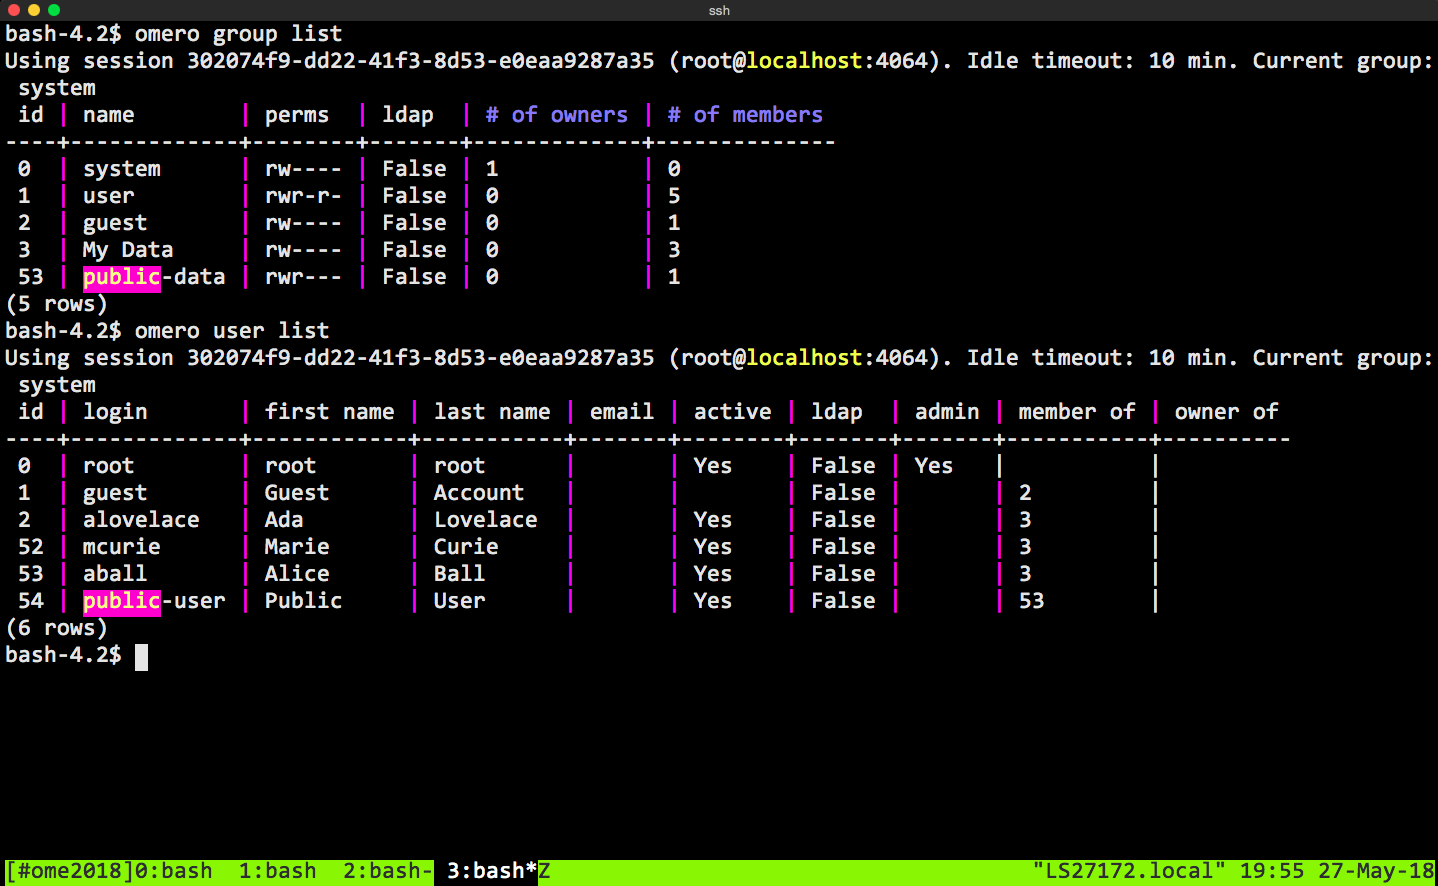 ssh
bash-4.2$ omero group list
Using session 302074f9-dd22-41f3-8d53-e0eaa9287a35 (root@localhost:4064). Idle timeout: 10 min. Current group:
 system
 id | name        | perms  | ldap  | # of owners | # of members
----+-------------+--------+-------+-------------+--------------
 0  | system      | rw---- | False | 1           | 0
 1  | user        | rwr-r- | False | 0           | 5
 2  | guest       | rw---- | False | 0           | 1
 3  | My Data     | rw---- | False | 0           | 3
 53 | public-data | rwr--- | False | 0           | 1
(5 rows)
bash-4.2$ omero user list
Using session 302074f9-dd22-41f3-8d53-e0eaa9287a35 (root@localhost:4064). Idle timeout: 10 min. Current group:
 system
 id | login       | first name | last name | email | active | ldap  | admin | member of | owner of
----+-------------+------------+-----------+-------+--------+-------+-------+-----------+----------
 0  | root        | root       | root      |       | Yes    | False | Yes   |           |
 1  | guest       | Guest      | Account   |       |        | False |       | 2         |
 2  | alovelace   | Ada        | Lovelace  |       | Yes    | False |       | 3         |
 52 | mcurie      | Marie      | Curie     |       | Yes    | False |       | 3         |
 53 | aball       | Alice      | Ball      |       | Yes    | False |       | 3         |
 54 | public-user | Public     | User      |       | Yes    | False |       | 53        |
(6 rows)
bash-4.2$
[#ome2018]0:bash  1:bash  2:bash- 3:bash*Z "LS27172.local" 19:55 27-May-18